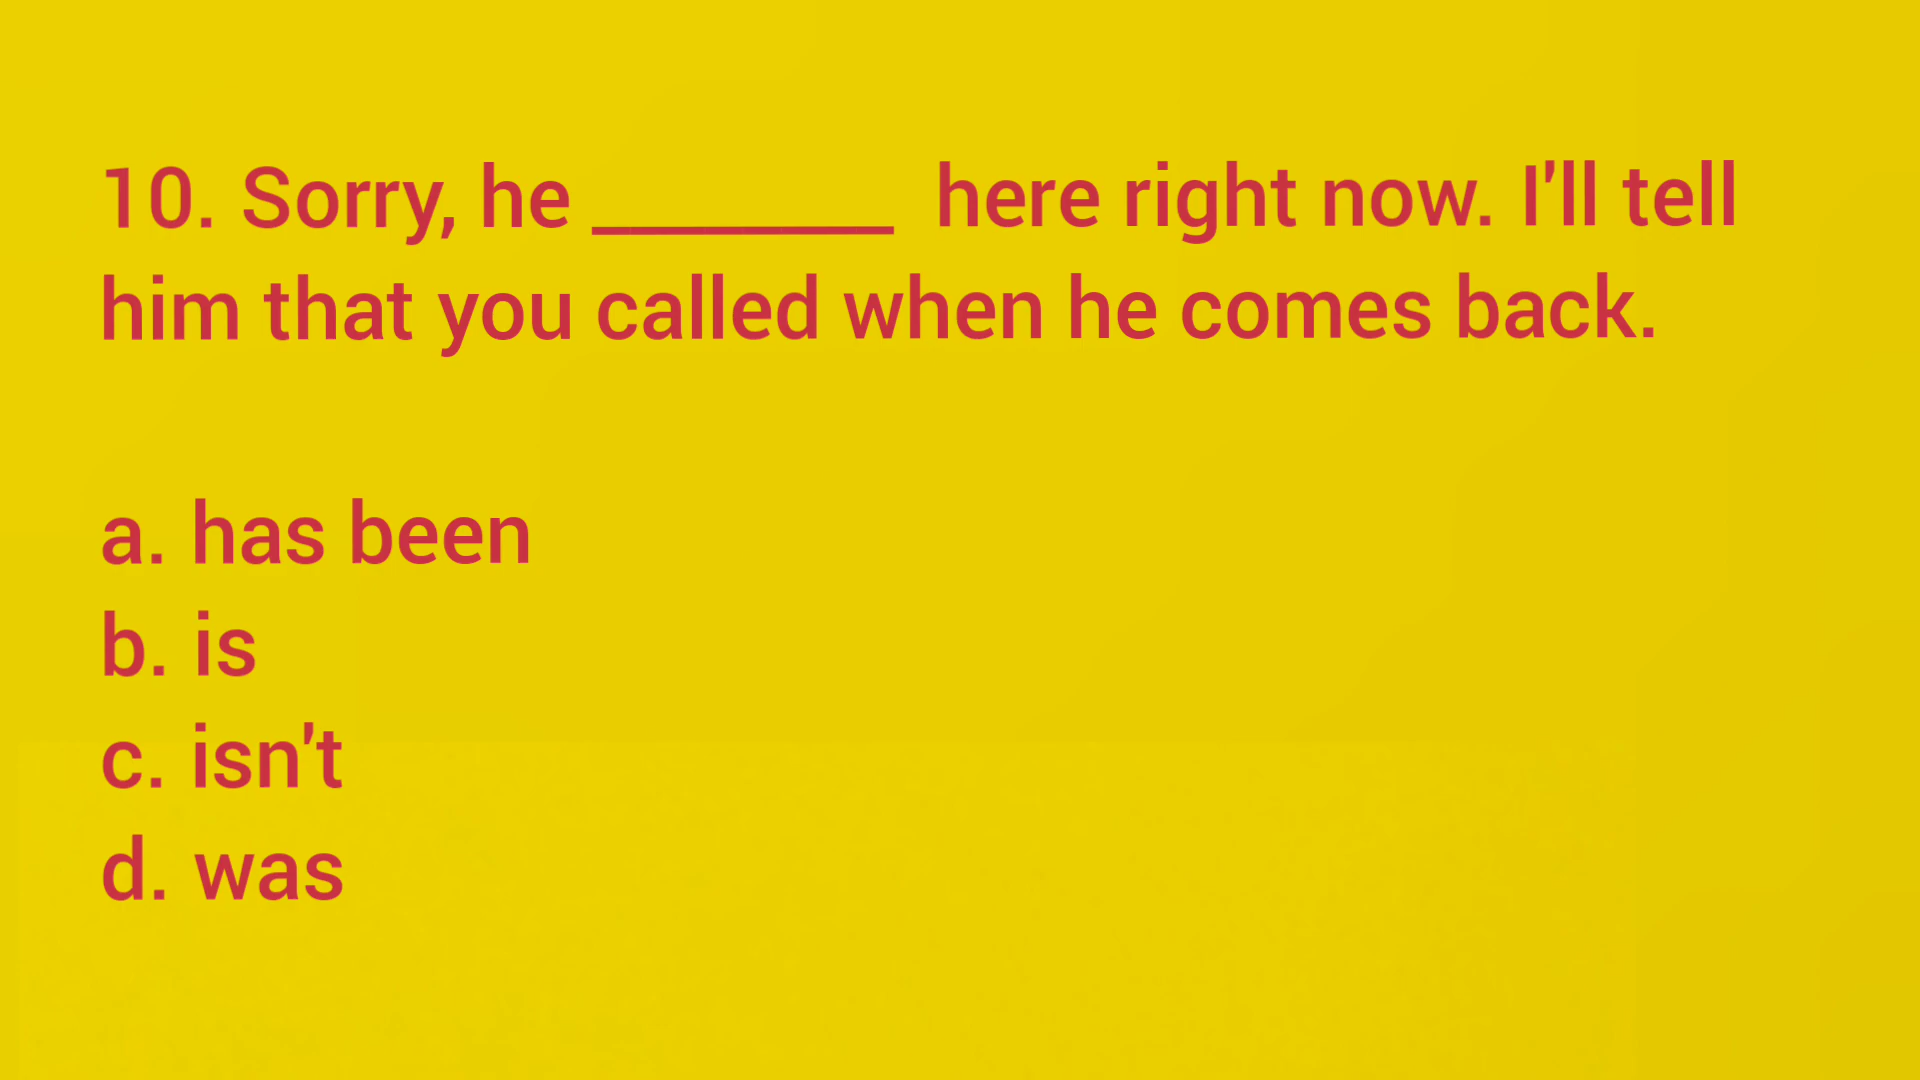 10. Sorry, he ________ here right now. I'll tell
him that you called when he comes back.
a. has been
b. is
c. isn't
d. was